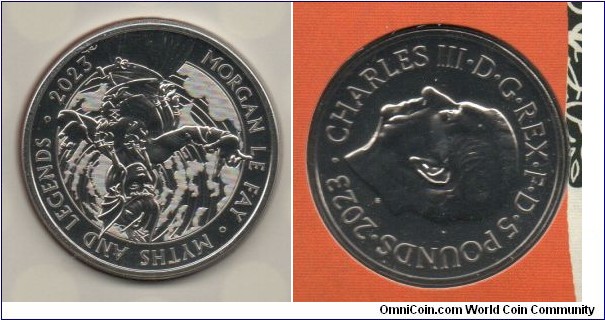 MORGAN LE FAY · MYTHS AND LEGENDS · 2023
CHARLES III · D · G · REX · F · D · 5 POUNDS · 2023 ·
OmniCoin.com World Coin Community